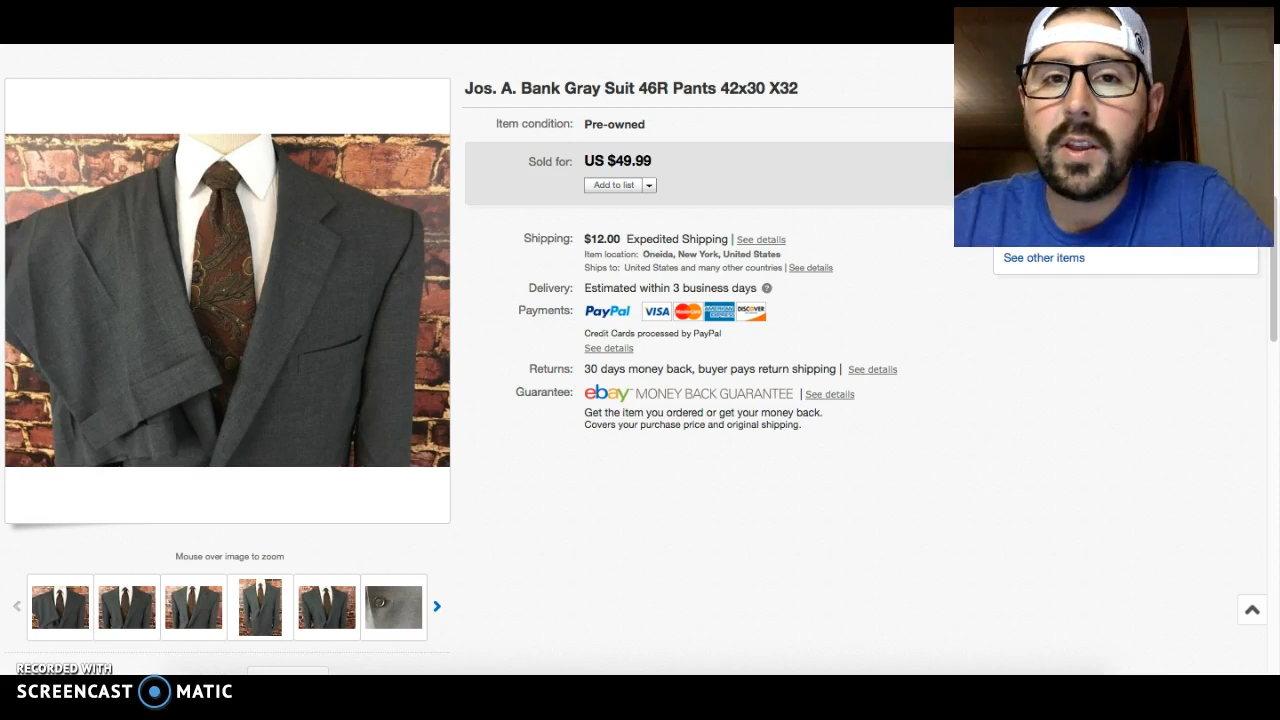 Jos. A. Bank Gray Suit 46R Pants 42x30 X32
Item condition: Pre-owned
Sold for: US $49.99
Add to list
Shipping: $12.00 Expedited Shipping | See details
Item location: Oneida, New York, United States
Ships to: United States and many other countries | See details
See other items
Delivery: Estimated within 3 business days ?
Payments: PayPal VISA MasterCard AMERICAN EXPRESS DISCOVER
Credit Cards processed by PayPal
See details
Returns: 30 days money back, buyer pays return shipping | See details
Guarantee: ebay MONEY BACK GUARANTEE | See details
Get the item you ordered or get your money back.
Covers your purchase price and original shipping.
Mouse over image to zoom
RECORDED WITH
SCREENCAST MATIC